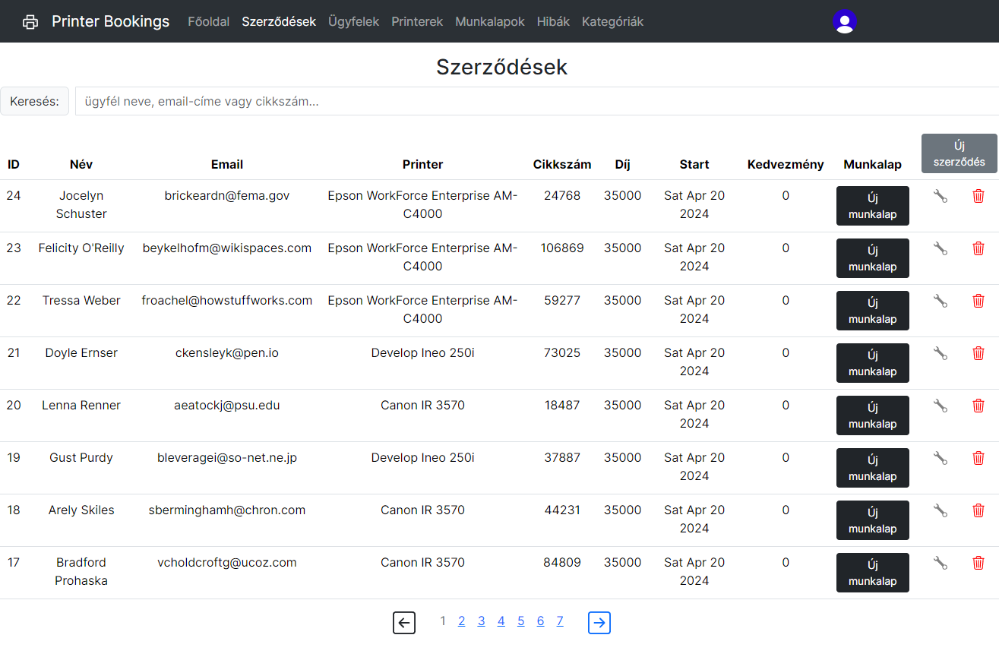 Printer Bookings Főoldal Szerződések Ügyfelek Printerek Munkalapok Hibák Kategóriák
Szerződések
Keresés: ügyfél neve, email-címe vagy cikkszám...
ID Név Email Printer Cikkszám Díj Start Kedvezmény Munkalap Új
szerződés
24 Jocelyn brickeardn@fema.gov Epson WorkForce Enterprise AM- 24768 35000 Sat Apr 20 0 Új
Schuster C4000 2024 munkalap
23 Felicity O'Reilly beykelhofm@wikispaces.com Epson WorkForce Enterprise AM- 106869 35000 Sat Apr 20 0 Új
C4000 2024 munkalap
22 Tressa Weber froachel@howstuffworks.com Epson WorkForce Enterprise AM- 59277 35000 Sat Apr 20 0 Új
C4000 2024 munkalap
21 Doyle Ernser ckensleyk@pen.io Develop Ineo 250i 73025 35000 Sat Apr 20 0 Új
2024 munkalap
20 Lenna Renner aeatockj@psu.edu Canon IR 3570 18487 35000 Sat Apr 20 0 Új
2024 munkalap
19 Gust Purdy bleveragei@so-net.ne.jp Develop Ineo 250i 37887 35000 Sat Apr 20 0 Új
2024 munkalap
18 Arely Skiles sberminghamh@chron.com Canon IR 3570 44231 35000 Sat Apr 20 0 Új
2024 munkalap
17 Bradford vcholdcroftg@ucoz.com Canon IR 3570 84809 35000 Sat Apr 20 0 Új
Prohaska 2024 munkalap
1 2 3 4 5 6 7